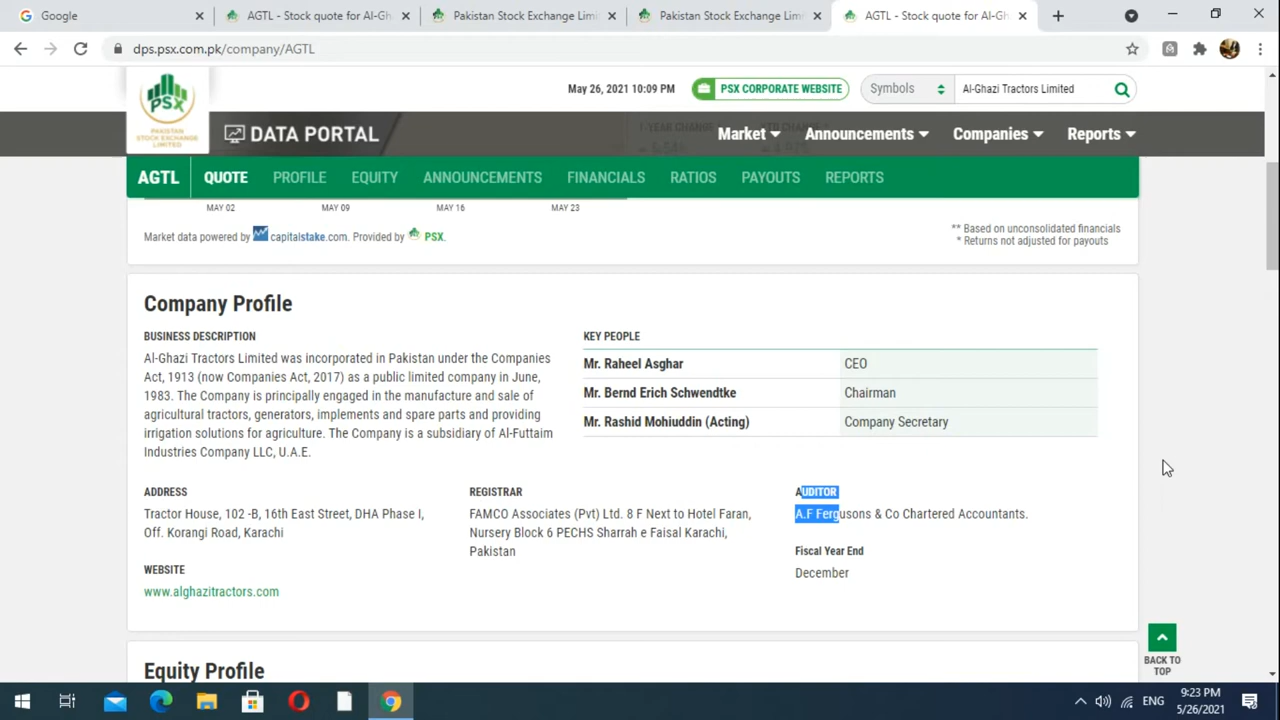 Google
AGTL - Stock quote for Al-Gh
Pakistan Stock Exchange Limi
Pakistan Stock Exchange Limi
AGTL - Stock quote for Al-Gh
dps.psx.com.pk/company/AGTL
PSX
PAKISTAN
STOCK EXCHANGE
LIMITED
May 26, 2021 10:09 PM
PSX CORPORATE WEBSITE
Symbols
Al-Ghazi Tractors Limited
DATA PORTAL
Market
Announcements
Companies
Reports
AGTL
QUOTE
PROFILE
EQUITY
ANNOUNCEMENTS
FINANCIALS
RATIOS
PAYOUTS
REPORTS
MAY 02
MAY 09
MAY 16
MAY 23
Market data powered by capitalstake.com. Provided by PSX.
** Based on unconsolidated financials
* Returns not adjusted for payouts
Company Profile
BUSINESS DESCRIPTION
Al-Ghazi Tractors Limited was incorporated in Pakistan under the Companies
Act, 1913 (now Companies Act, 2017) as a public limited company in June,
1983. The Company is principally engaged in the manufacture and sale of
agricultural tractors, generators, implements and spare parts and providing
irrigation solutions for agriculture. The Company is a subsidiary of Al-Futtaim
Industries Company LLC, U.A.E.
KEY PEOPLE
Mr. Raheel Asghar CEO
Mr. Bernd Erich Schwendtke Chairman
Mr. Rashid Mohiuddin (Acting) Company Secretary
ADDRESS
Tractor House, 102 -B, 16th East Street, DHA Phase I,
Off. Korangi Road, Karachi
WEBSITE
www.alghazitractors.com
REGISTRAR
FAMCO Associates (Pvt) Ltd. 8 F Next to Hotel Faran,
Nursery Block 6 PECHS Sharrah e Faisal Karachi,
Pakistan
AUDITOR
A.F Fergusons & Co Chartered Accountants.
Fiscal Year End
December
Equity Profile
BACK TO
TOP
ENG
9:23 PM
5/26/2021